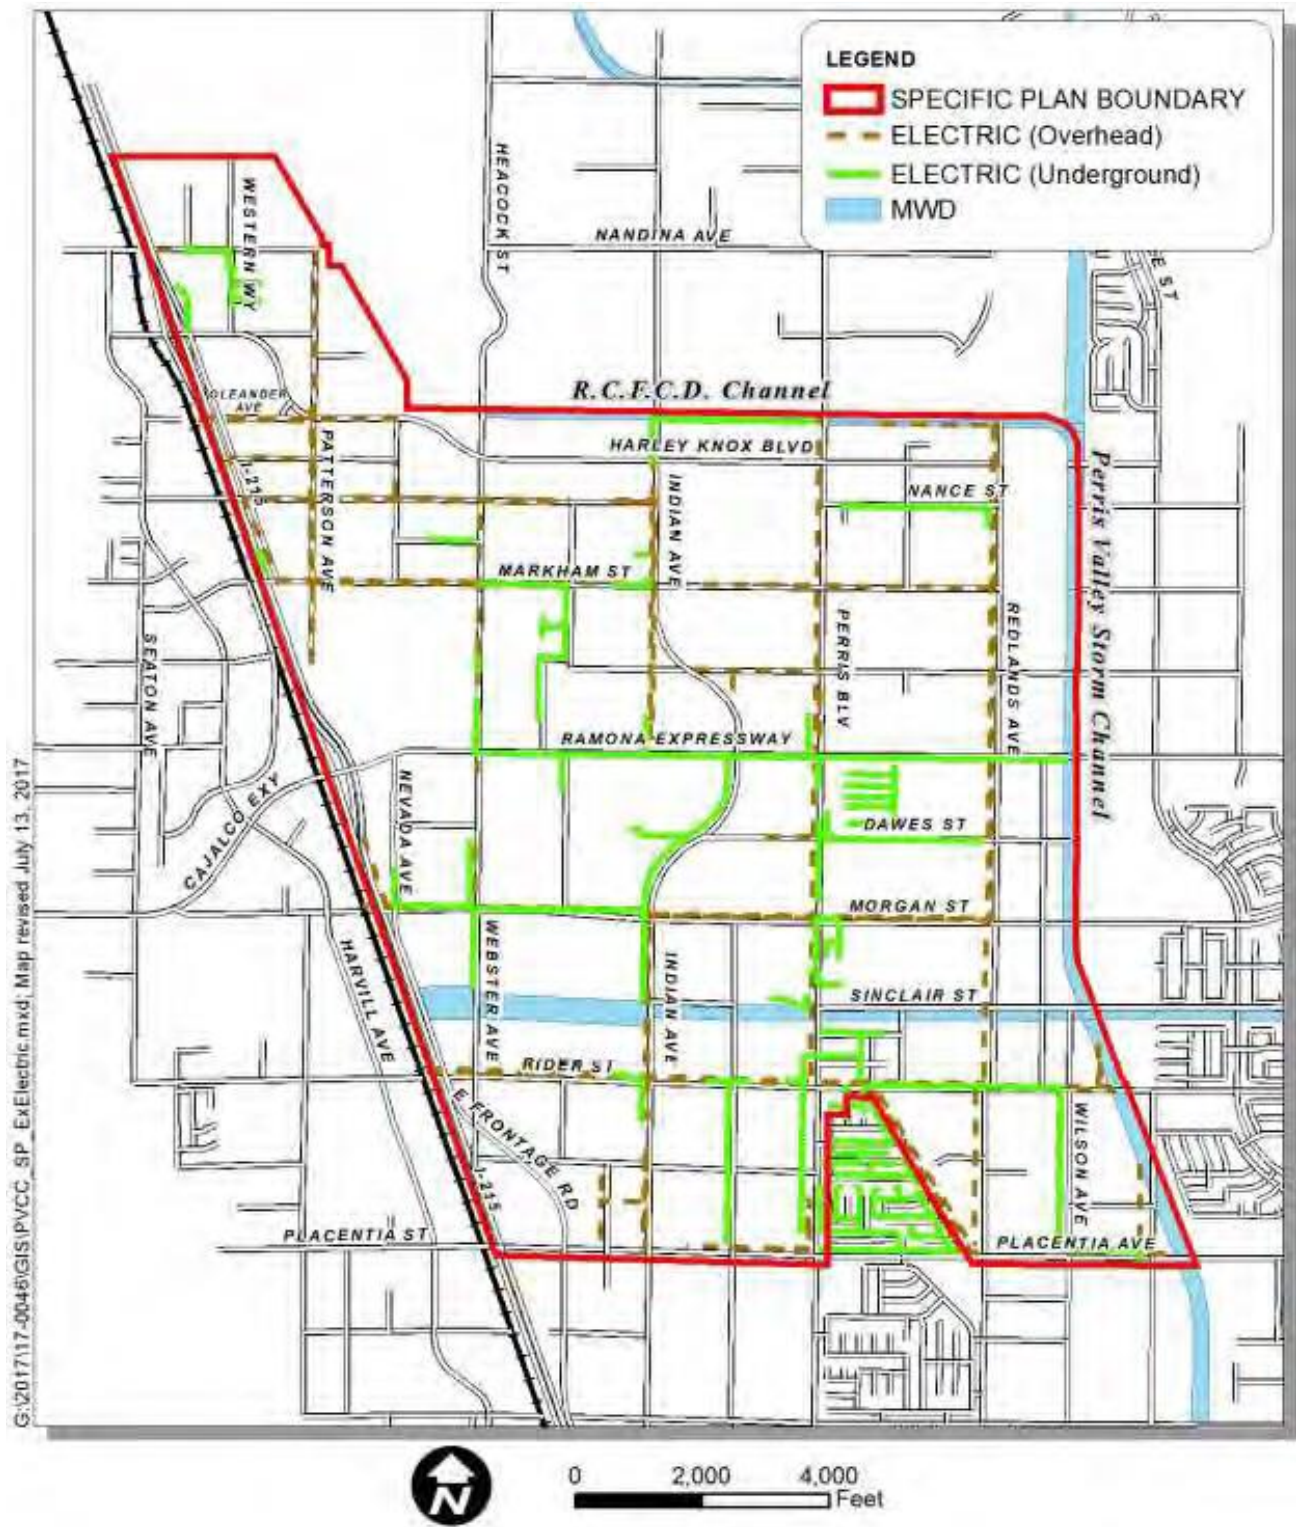 LEGEND
SPECIFIC PLAN BOUNDARY
ELECTRIC (Overhead)
ELECTRIC (Underground)
MWD
HEACOCK ST
WESTERN WY
NANDINA AVE
GE ST
R.C.F.C.D. Channel
OLEANDER
AVE
HARLEY KNOX BLVD
PATTERSON AVE
I-215
INDIAN AVE
NANCE ST
Perris Valley Storm Channel
MARKHAM ST
PERRIS BLV
REDLANDS AVE
SEATON AVE
RAMONA EXPRESSWAY
CAJALCO EXY
NEVADA AVE
DAWES ST
MORGAN ST
HARVILL AVE
WEBSTER AVE
INDIAN AVE
SINCLAIR ST
RIDER ST
E FRONTAGE RD
WILSON AVE
I-215
PLACENTIA ST
PLACENTIA AVE
G:\2017\17-0046\GIS\PVCC_SP_ExElectric.mxd; Map revised July 13, 2017
N
0 2,000 4,000
Feet